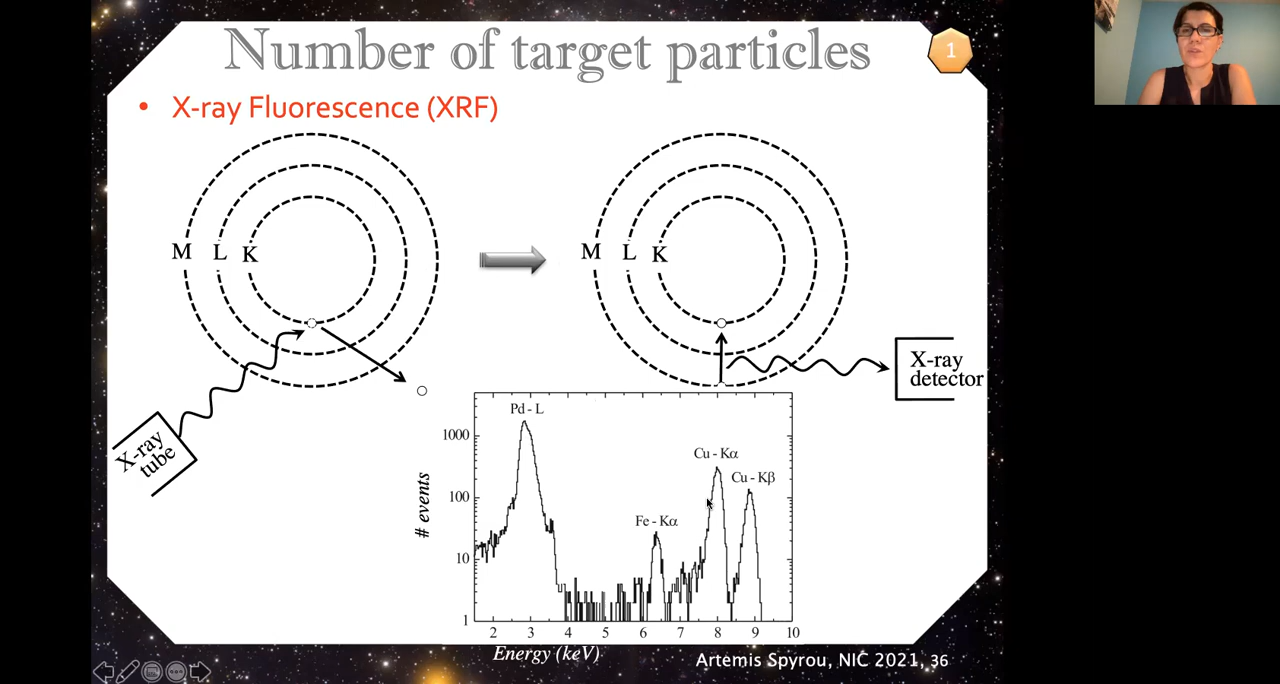 Number of target particles
1
• X-ray Fluorescence (XRF)
M L K
M L K
X-ray
tube
X-ray
detector
Pd - L
Cu - Kα
Cu - Kβ
Fe - Kα
# events
1000
100
10
1
2 3 4 5 6 7 8 9 10
Energy (keV)
Artemis Spyrou, NIC 2021, 36